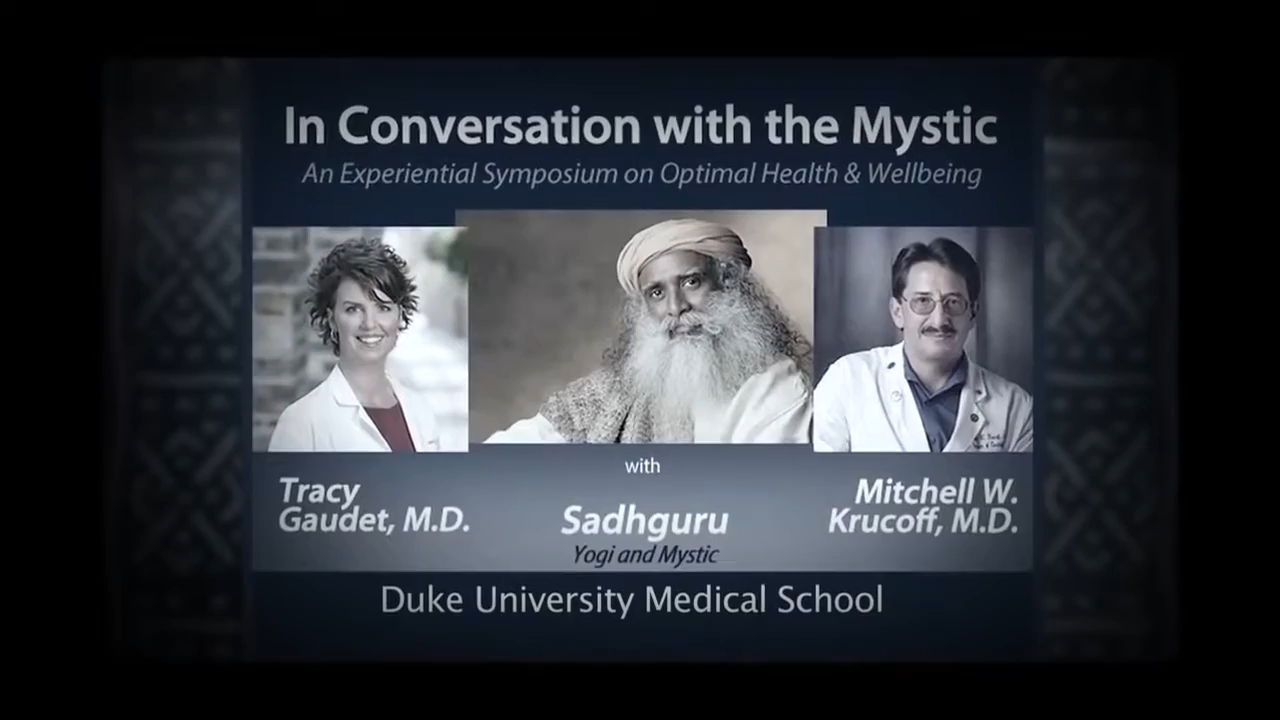 In Conversation with the Mystic
An Experiential Symposium on Optimal Health & Wellbeing
with
Tracy
Gaudet, M.D.
Sadhguru
Yogi and Mystic
Mitchell W.
Krucoff, M.D.
Duke University Medical School